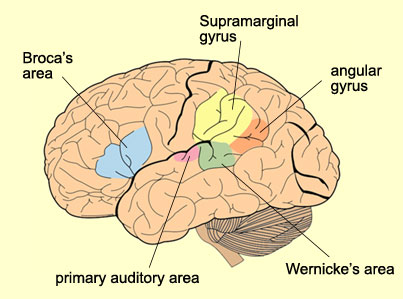 Supramarginal
gyrus
Broca's
area
angular
gyrus
primary auditory area
Wernicke's area